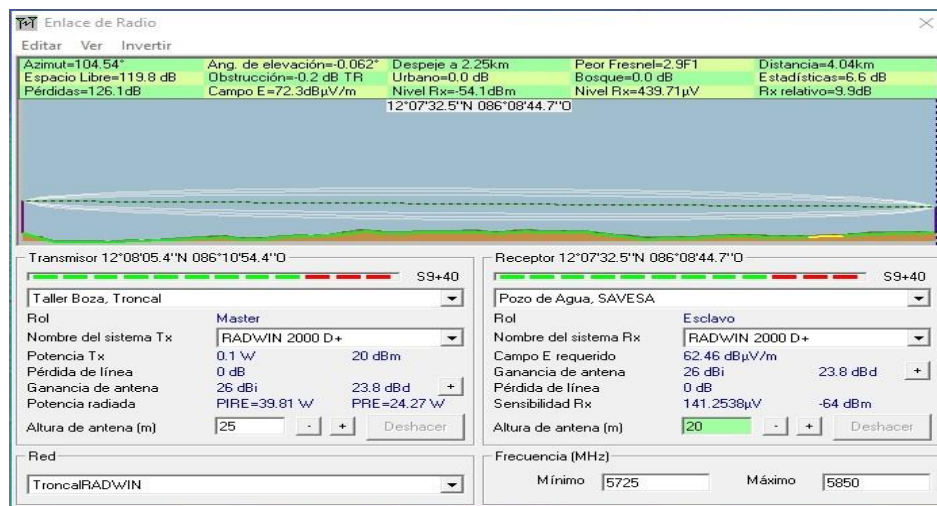 Enlace de Radio
Editar Ver Invertir
Azimut=104.54° Ang. de elevación=-0.062° Despeje a 2.25km Peor Fresnel=2.9F1 Distancia=4.04km
Espacio Libre=119.8 dB Obstrucción=-0.2 dB TR Urbano=0.0 dB Bosque=0.0 dB Estadísticas=6.6 dB
Pérdidas=126.1dB Campo E=72.3dBµV/m Nivel Rx=-54.1dBm Nivel Rx=439.71µV Rx relativo=9.9dB
12°07'32.5"N 086°08'44.7"O
Transmisor 12°08'05.4"N 086°10'54.4"O
S9+40
Taller Boza, Troncal
Rol Master
Nombre del sistema Tx RADWIN 2000 D+
Potencia Tx 0.1 W 20 dBm
Pérdida de línea 0 dB
Ganancia de antena 26 dBi 23.8 dBd +
Potencia radiada PIRE=39.81 W PRE=24.27 W
Altura de antena (m) 25 - + Deshacer
Red
TroncalRADWIN
Receptor 12°07'32.5"N 086°08'44.7"O
S9+40
Pozo de Agua, SAVESA
Rol Esclavo
Nombre del sistema Rx RADWIN 2000 D+
Campo E requerido 62.46 dBµV/m
Ganancia de antena 26 dBi 23.8 dBd +
Pérdida de línea 0 dB
Sensibilidad Rx 141.2538µV -64 dBm
Altura de antena (m) 20 - + Deshacer
Frecuencia (MHz)
Mínimo 5725 Máximo 5850